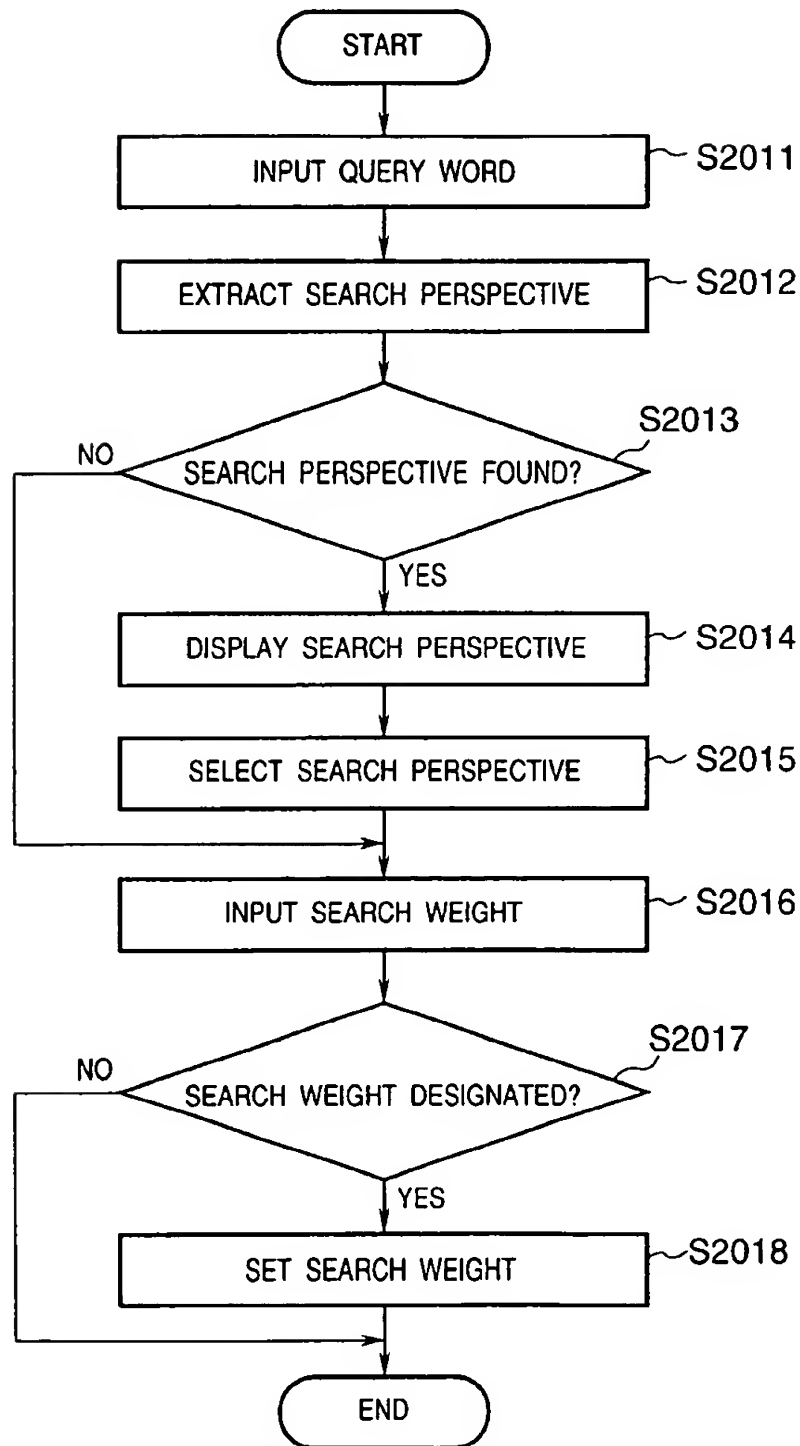 START
INPUT QUERY WORD
S2011
EXTRACT SEARCH PERSPECTIVE
S2012
S2013
NO
SEARCH PERSPECTIVE FOUND?
YES
DISPLAY SEARCH PERSPECTIVE
S2014
SELECT SEARCH PERSPECTIVE
S2015
INPUT SEARCH WEIGHT
S2016
S2017
NO
SEARCH WEIGHT DESIGNATED?
YES
SET SEARCH WEIGHT
S2018
END